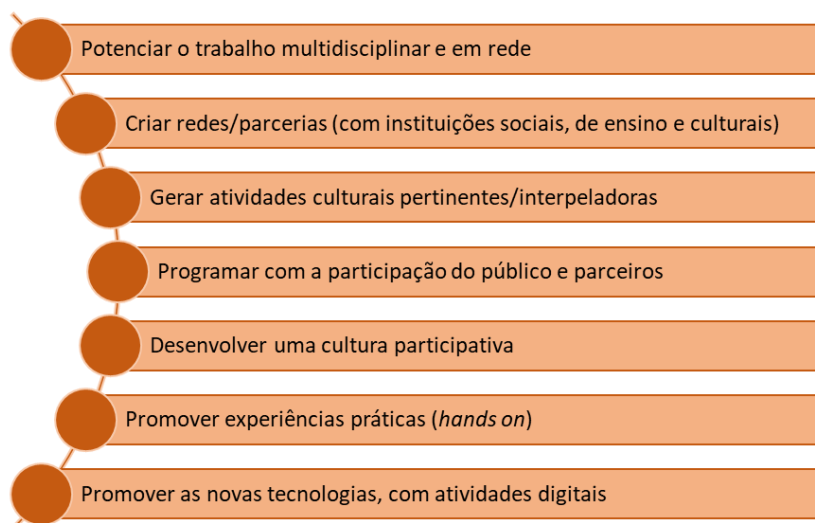 Potenciar o trabalho multidisciplinar e em rede
Criar redes/parcerias (com instituições sociais, de ensino e culturais)
Gerar atividades culturais pertinentes/interpeladoras
Programar com a participação do público e parceiros
Desenvolver uma cultura participativa
Promover experiências práticas (hands on)
Promover as novas tecnologias, com atividades digitais